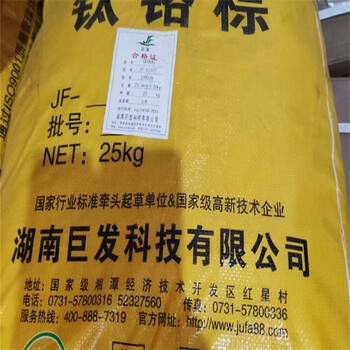 钛铬棕
合格证
JF-
批号:
NET: 25kg
国家行业标准牵头起草单位&国家级高新技术企业
湖南巨发科技有限公司
地址: 国家级湘潭经济技术开发区红星村
电话:0731-57800316 52327560 传真:0731-57800336
服务热线: 400-888-7319 官方网址:http://www.jufa98.com